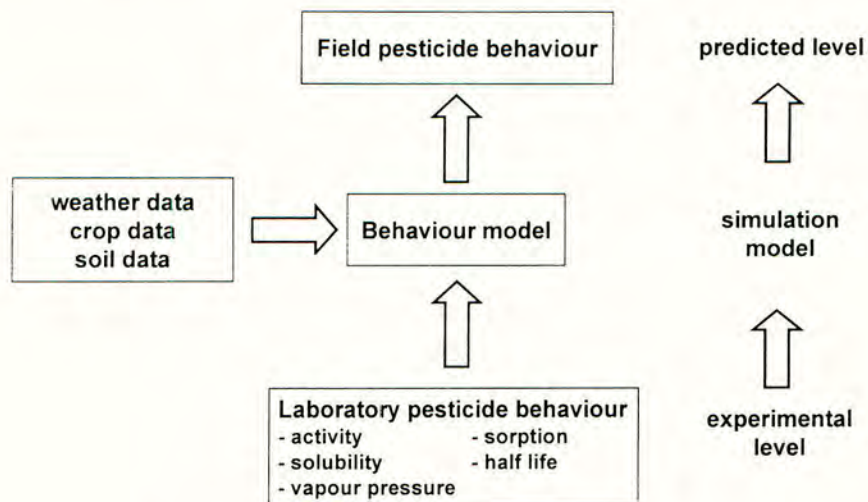 Field pesticide behaviour
predicted level
weather data
crop data
soil data
Behaviour model
simulation
model
Laboratory pesticide behaviour
- activity - sorption
- solubility - half life
- vapour pressure
experimental
level